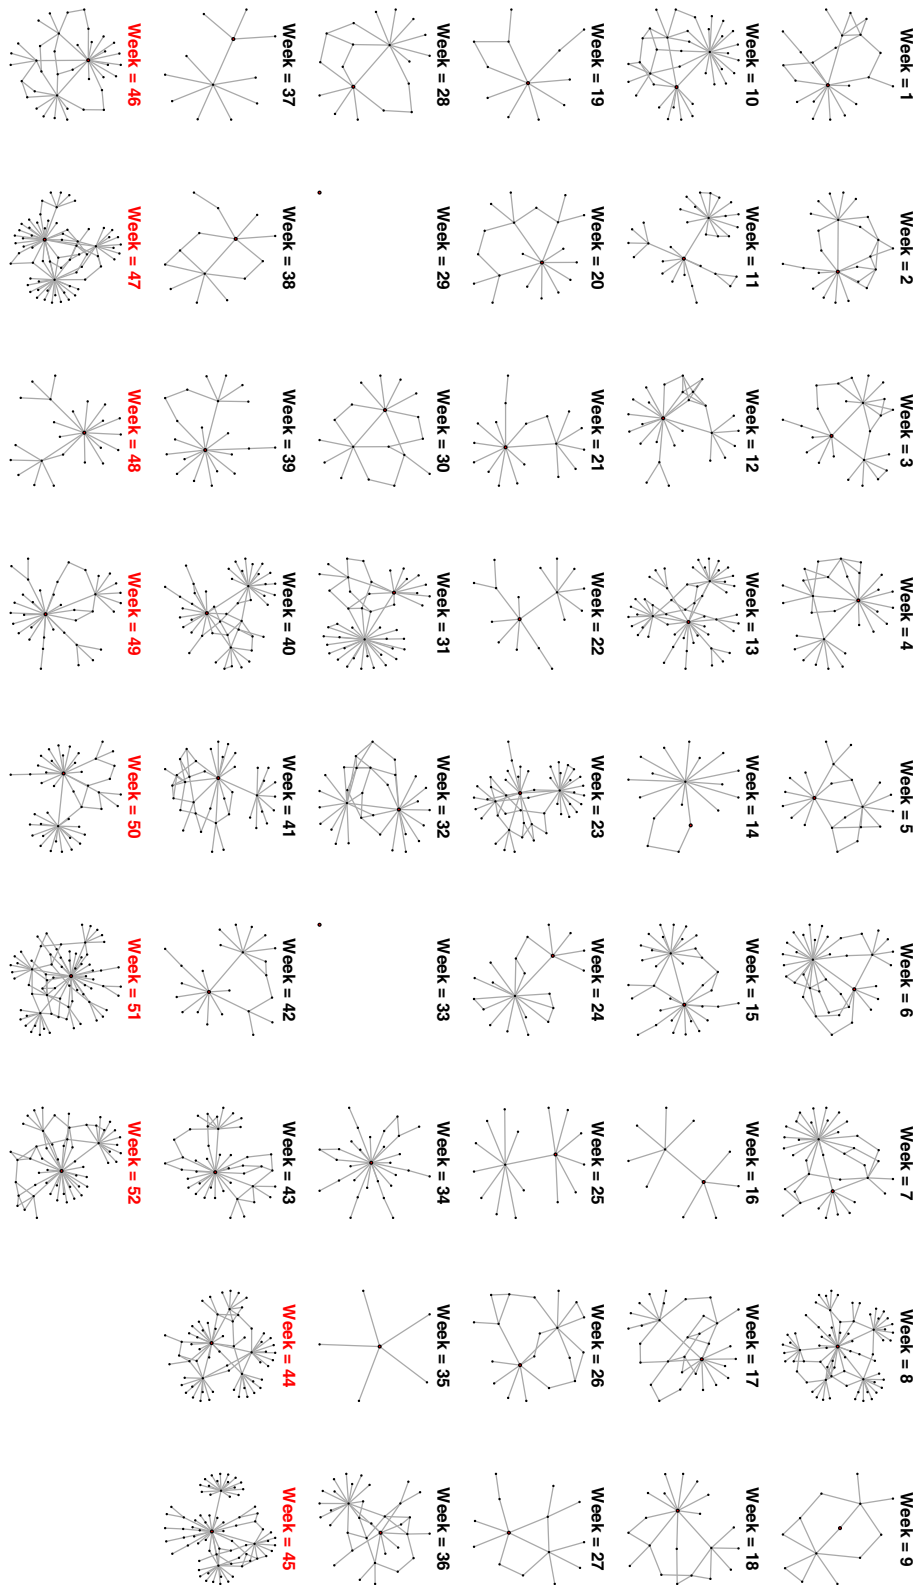 Week = 1
Week = 2
Week = 3
Week = 4
Week = 5
Week = 6
Week = 7
Week = 8
Week = 9
Week = 10
Week = 11
Week = 12
Week = 13
Week = 14
Week = 15
Week = 16
Week = 17
Week = 18
Week = 19
Week = 20
Week = 21
Week = 22
Week = 23
Week = 24
Week = 25
Week = 26
Week = 27
Week = 28
Week = 29
Week = 30
Week = 31
Week = 32
Week = 33
Week = 34
Week = 35
Week = 36
Week = 37
Week = 38
Week = 39
Week = 40
Week = 41
Week = 42
Week = 43
Week = 44
Week = 45
Week = 46
Week = 47
Week = 48
Week = 49
Week = 50
Week = 51
Week = 52